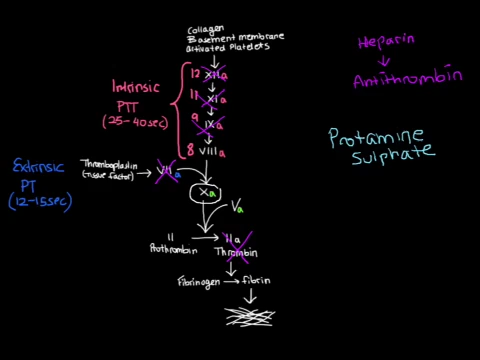 Collagen
Basement membrane
activated Platelets
12 XIIa
11 XIa
9 IXa
8 VIIIa
Intrinsic
PTT
(25-40sec)
Heparin
Antithrombin
Protamine
sulphate
Extrinsic
PT
(12-15sec)
Thromboplastin
(tissue factor)
VIIa
Xa
Va
II
Prothrombin
IIa
Thrombin
Fibrinogen
fibrin